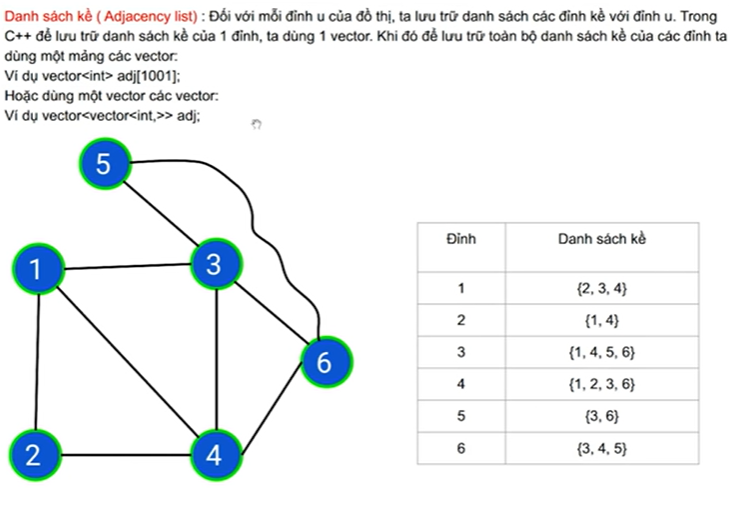 Danh sách kề ( Adjacency list) : Đối với mỗi đỉnh u của đồ thị, ta lưu trữ danh sách các đỉnh kề với đỉnh u. Trong
C++ để lưu trữ danh sách kề của 1 đỉnh, ta dùng 1 vector. Khi đó để lưu trữ toàn bộ danh sách kề của các đỉnh ta
dùng một mảng các vector:
Ví dụ vector<int> adj[1001];
Hoặc dùng một vector các vector:
Ví dụ vector<vector<int,>> adj;
5
1
3
6
2
4
Đỉnh Danh sách kề
1 {2, 3, 4}
2 {1, 4}
3 {1, 4, 5, 6}
4 {1, 2, 3, 6}
5 {3, 6}
6 {3, 4, 5}